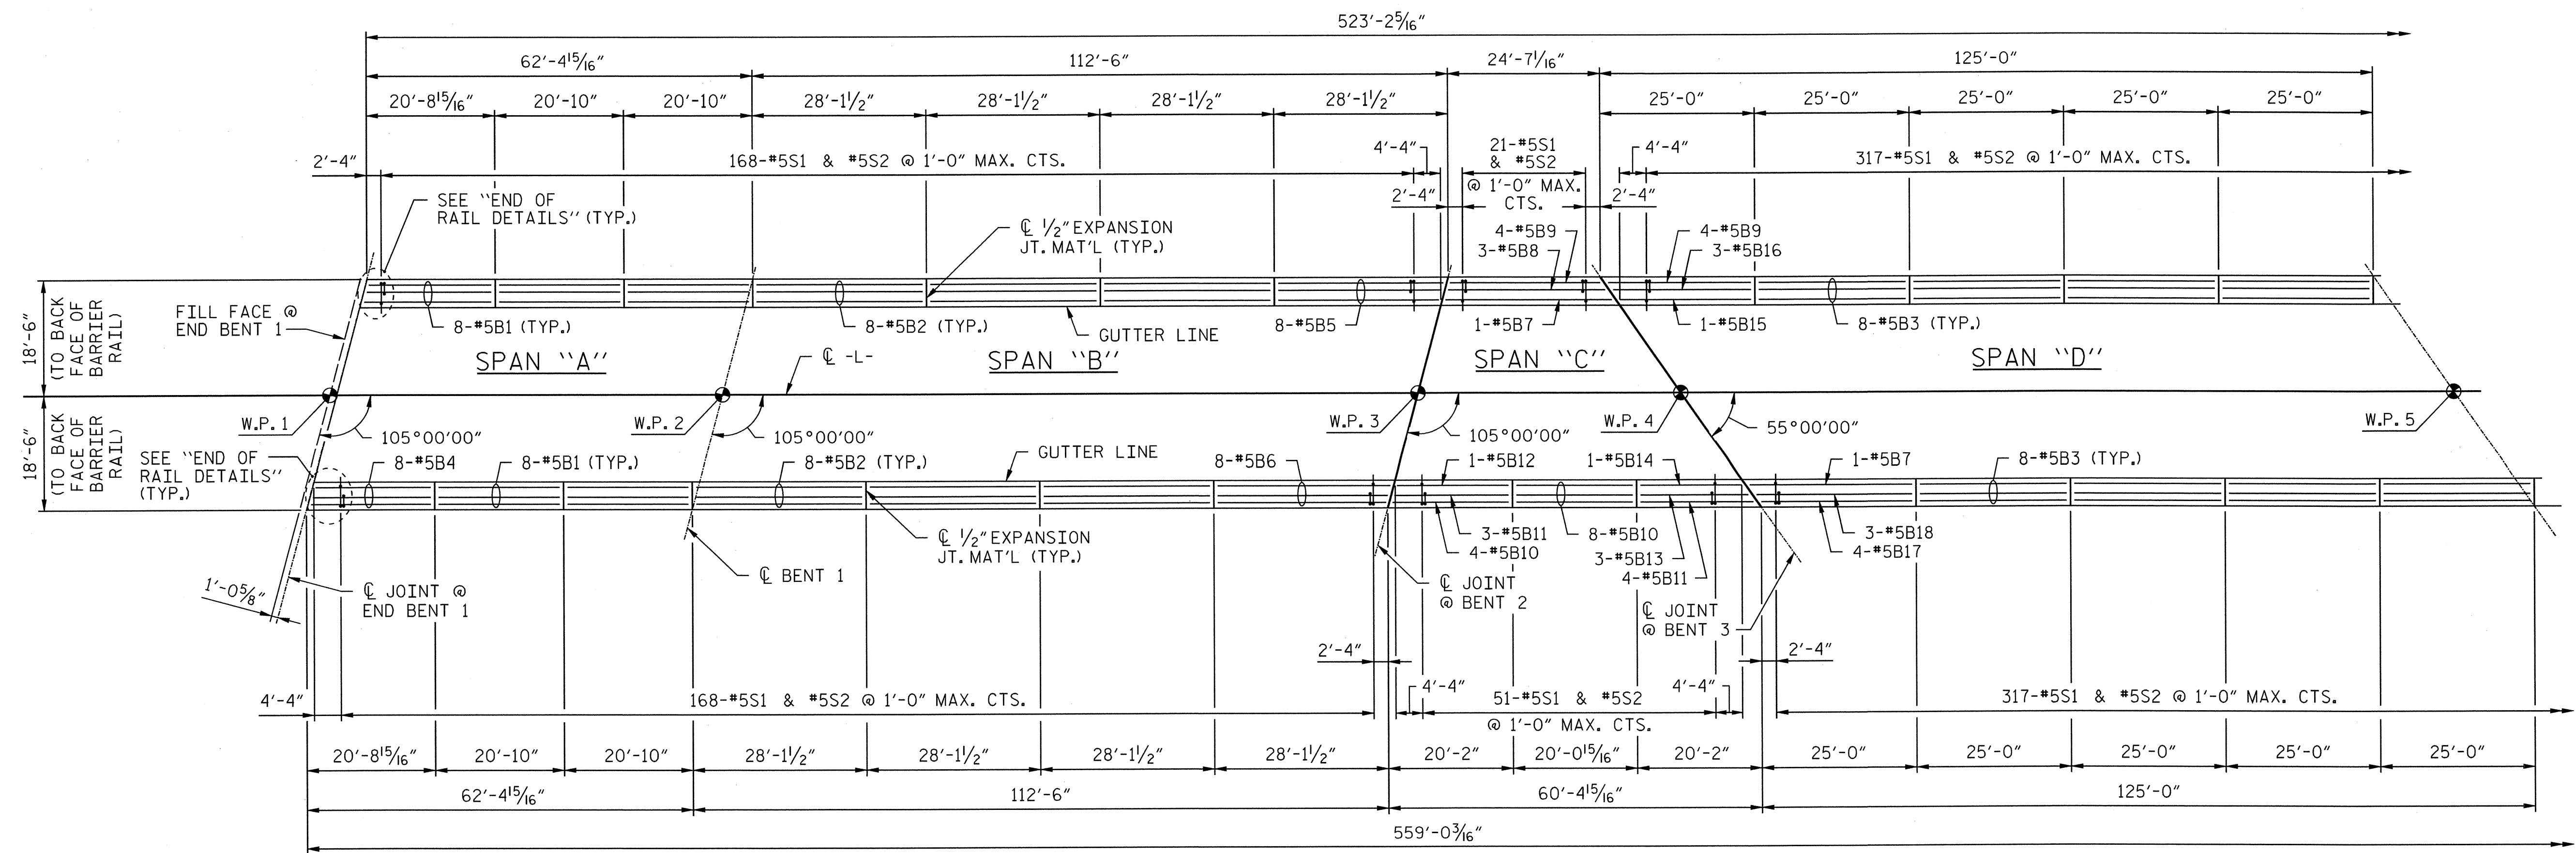 523'-2 5/16"
62'-4 15/16" 112'-6" 24'-7 1/16" 125'-0"
20'-8 15/16" 20'-10" 20'-10" 28'-1 1/2" 28'-1 1/2" 28'-1 1/2" 28'-1 1/2" 25'-0" 25'-0" 25'-0" 25'-0" 25'-0"
2'-4" 168-#5S1 & #5S2 @ 1'-0" MAX. CTS. 4'-4"
21-#5S1
& #5S2
@ 1'-0" MAX.
CTS.
4'-4" 317-#5S1 & #5S2 @ 1'-0" MAX. CTS.
2'-4" 2'-4"
SEE "END OF
RAIL DETAILS" (TYP.)
℄ 1/2" EXPANSION
JT. MAT'L (TYP.)
4-#5B9
3-#5B8
4-#5B9
3-#5B16
18'-6"
(TO BACK
FACE OF
BARRIER
RAIL)
FILL FACE @
END BENT 1
8-#5B1 (TYP.) 8-#5B2 (TYP.) GUTTER LINE 8-#5B5 1-#5B7 1-#5B15 8-#5B3 (TYP.)
SPAN "A" SPAN "B" ℄ -L- SPAN "C" SPAN "D"
W.P. 1 W.P. 2 W.P. 3 W.P. 4 W.P. 5
105°00'00" 105°00'00" 105°00'00" 55°00'00"
18'-6"
(TO BACK
FACE OF
BARRIER
RAIL)
SEE "END OF
RAIL DETAILS"
(TYP.)
8-#5B4 8-#5B1 (TYP.) 8-#5B2 (TYP.) GUTTER LINE 8-#5B6 1-#5B12 1-#5B14 1-#5B7 8-#5B3 (TYP.)
℄ 1/2" EXPANSION
JT. MAT'L (TYP.)
3-#5B11
4-#5B10
8-#5B10
3-#5B13
4-#5B11
3-#5B18
4-#5B17
1'-0 5/8"
℄ JOINT @
END BENT 1
℄ BENT 1
℄ JOINT
@ BENT 2
℄ JOINT
@ BENT 3
2'-4" 2'-4"
4'-4" 168-#5S1 & #5S2 @ 1'-0" MAX. CTS. 4'-4"
51-#5S1 & #5S2
@ 1'-0" MAX. CTS.
4'-4" 317-#5S1 & #5S2 @ 1'-0" MAX. CTS.
20'-8 15/16" 20'-10" 20'-10" 28'-1 1/2" 28'-1 1/2" 28'-1 1/2" 28'-1 1/2" 20'-2" 20'-0 15/16" 20'-2" 25'-0" 25'-0" 25'-0" 25'-0" 25'-0"
62'-4 15/16" 112'-6" 60'-4 15/16" 125'-0"
559'-0 3/16"